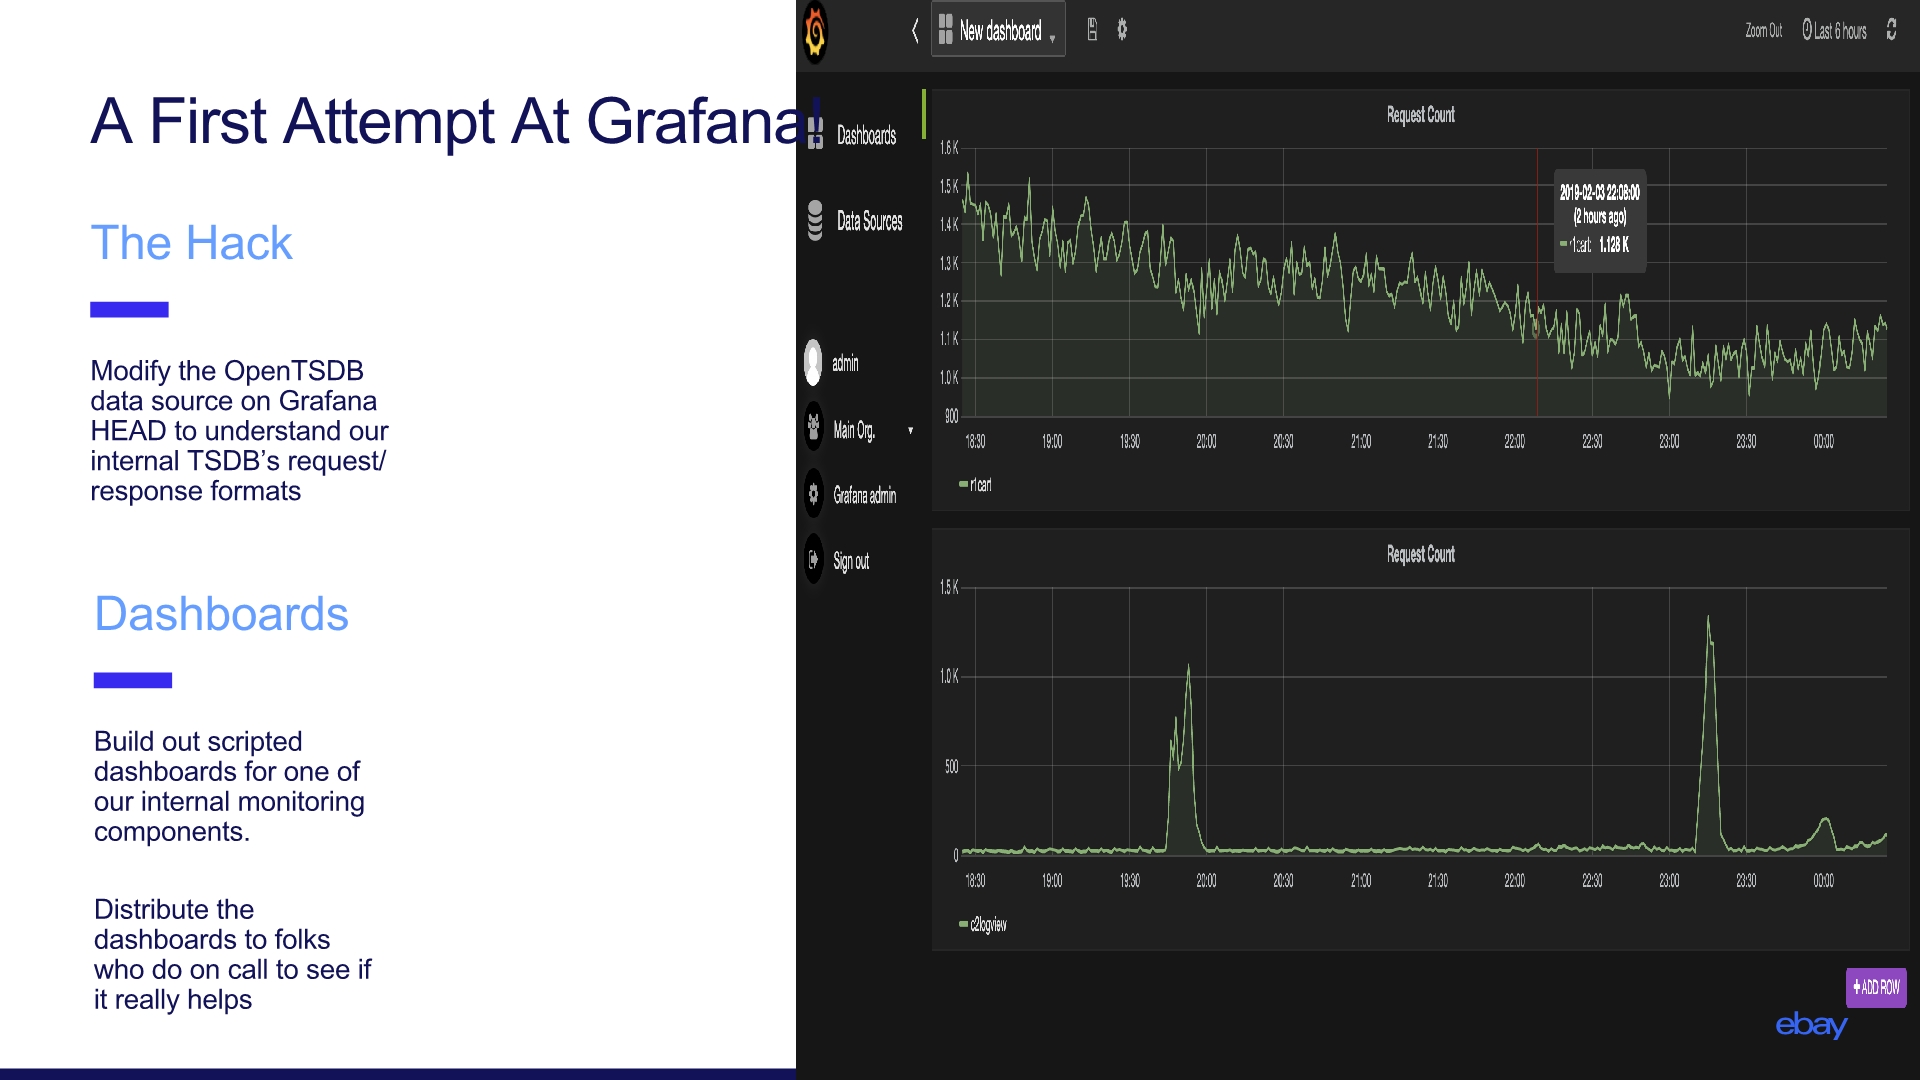 A First Attempt At Grafana!
The Hack
Modify the OpenTSDB
data source on Grafana
HEAD to understand our
internal TSDB’s request/
response formats
Dashboards
Build out scripted
dashboards for one of
our internal monitoring
components.
Distribute the
dashboards to folks
who do on call to see if
it really helps
New dashboard
Zoom Out
Last 6 hours
Dashboards
Data Sources
admin
Main Org.
Grafana admin
Sign out
Request Count
1.6 K
1.5 K
1.4 K
1.3 K
1.2 K
1.1 K
1.0 K
900
2019-02-03 22:08:00
(2 hours ago)
r1cart: 1.128 K
18:30 19:00 19:30 20:00 20:30 21:00 21:30 22:00 22:30 23:00 23:30 00:00
r1cart
Request Count
1.5 K
1.0 K
500
0
18:30 19:00 19:30 20:00 20:30 21:00 21:30 22:00 22:30 23:00 23:30 00:00
c2logview
+ ADD ROW
ebay